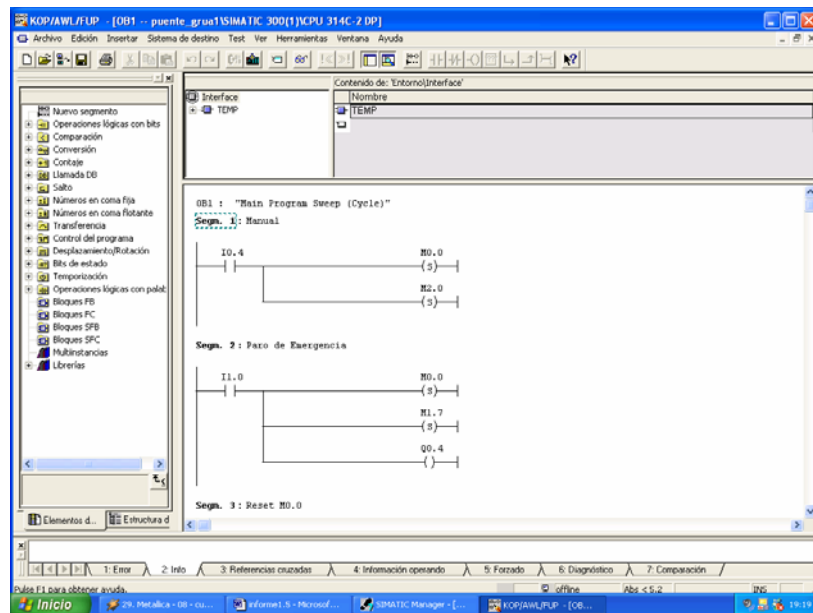 KOP/AWL/FUP - [OB1 -- puente_grua1\SIMATIC 300(1)\CPU 314C-2 DP]
Archivo Edición Insertar Sistema de destino Test Ver Herramientas Ventana Ayuda
Contenido de: 'Entorno\Interface'
Interface
Nombre
TEMP
TEMP
Nuevo segmento
Operaciones lógicas con bits
Comparación
Conversión
Contaje
Llamada DB
Salto
Números en coma fija
Números en coma flotante
Transferencia
Control del programa
Desplazamiento/Rotación
Bits de estado
Temporización
Operaciones lógicas con palab
Bloques FB
Bloques FC
Bloques SFB
Bloques SFC
Multinstancias
Librerías
Elementos d...
Estructura d
OB1 : "Main Program Sweep (Cycle)"
Segm. 1 : Manual
I0.4
M0.0
(S)
M2.0
(S)
Segm. 2 : Paro de Emergencia
I1.0
M0.0
(S)
M1.7
(S)
Q0.4
( )
Segm. 3 : Reset M0.0
1: Error
2: Info
3: Referencias cruzadas
4: Información operando
5: Forzado
6: Diagnóstico
7: Comparación
Pulse F1 para obtener ayuda.
offline
Abs < 5.2
INS
Inicio
29. Metallica - 08 - cu...
informe1.5 - Microsof...
SIMATIC Manager - [...
KOP/AWL/FUP - [OB...
19:19